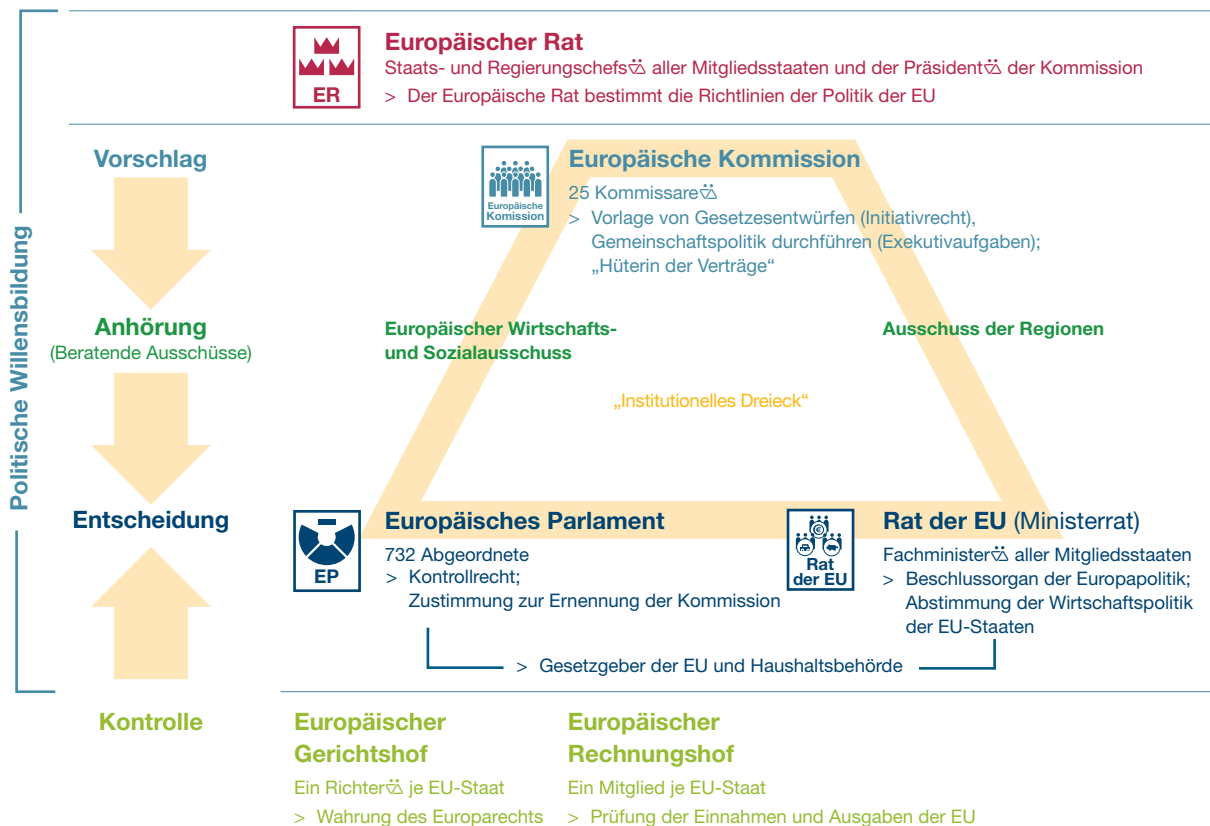 Europäischer Rat
Staats- und Regierungschefs aller Mitgliedsstaaten und der Präsident der Kommission
> Der Europäische Rat bestimmt die Richtlinien der Politik der EU
ER
Politische Willensbildung
Vorschlag
Europäische Kommission
Europäische
Komission
25 Kommissare
> Vorlage von Gesetzesentwürfen (Initiativrecht),
Gemeinschaftspolitik durchführen (Exekutivaufgaben);
„Hüterin der Verträge“
Anhörung
(Beratende Ausschüsse)
Europäischer Wirtschafts-
und Sozialausschuss
Ausschuss der Regionen
„Institutionelles Dreieck“
Entscheidung
EP
Europäisches Parlament
732 Abgeordnete
> Kontrollrecht;
Zustimmung zur Ernennung der Kommission
€
Rat
der EU
Rat der EU (Ministerrat)
Fachminister aller Mitgliedsstaaten
> Beschlussorgan der Europapolitik;
Abstimmung der Wirtschaftspolitik
der EU-Staaten
> Gesetzgeber der EU und Haushaltsbehörde
Kontrolle
Europäischer
Gerichtshof
Ein Richter je EU-Staat
> Wahrung des Europarechts
Europäischer
Rechnungshof
Ein Mitglied je EU-Staat
> Prüfung der Einnahmen und Ausgaben der EU